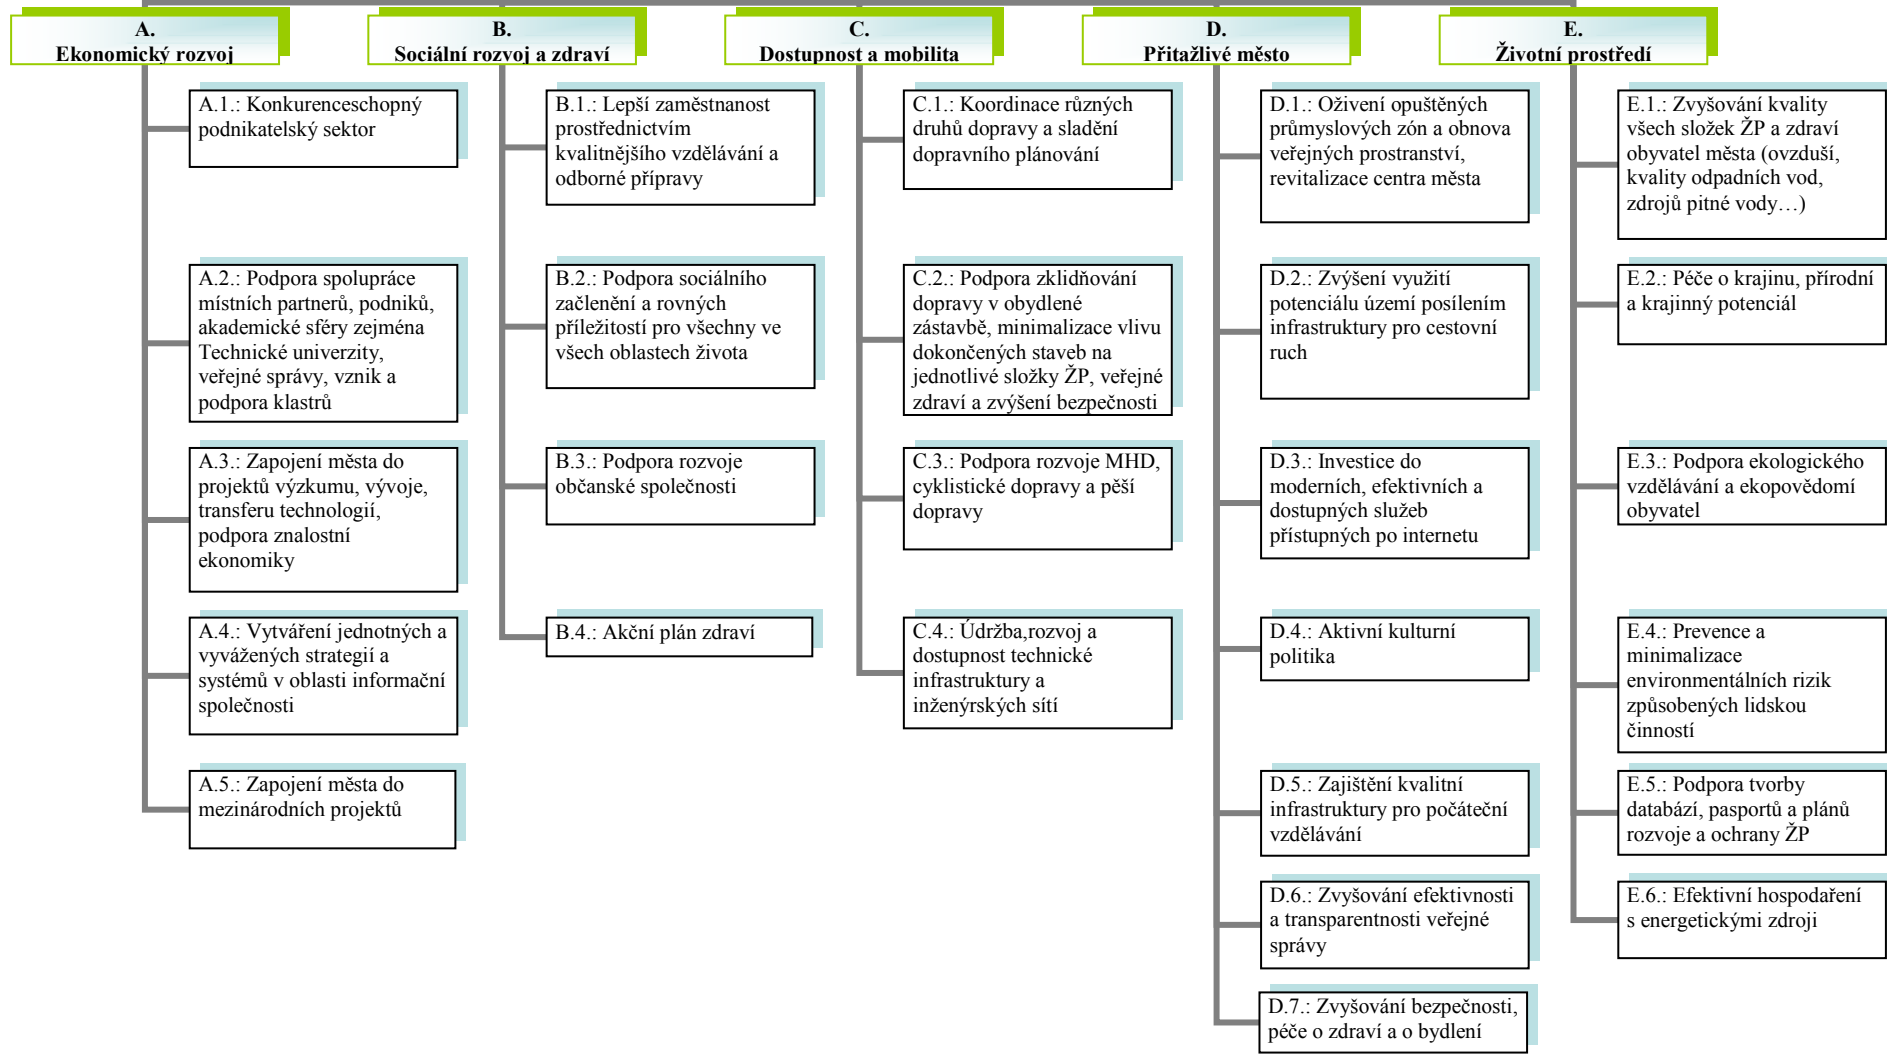 A.
Ekonomický rozvoj
A.1.: Konkurenceschopný
podnikatelský sektor
A.2.: Podpora spolupráce
místních partnerů, podniků,
akademické sféry zejména
Technické univerzity,
veřejné správy, vznik a
podpora klastrů
A.3.: Zapojení města do
projektů výzkumu, vývoje,
transferu technologií,
podpora znalostní
ekonomiky
A.4.: Vytváření jednotných a
vyvážených strategií a
systémů v oblasti informační
společnosti
A.5.: Zapojení města do
mezinárodních projektů
B.
Sociální rozvoj a zdraví
B.1.: Lepší zaměstnanost
prostřednictvím
kvalitnějšího vzdělávání a
odborné přípravy
B.2.: Podpora sociálního
začlenění a rovných
příležitostí pro všechny ve
všech oblastech života
B.3.: Podpora rozvoje
občanské společnosti
B.4.: Akční plán zdraví
C.
Dostupnost a mobilita
C.1.: Koordinace různých
druhů dopravy a sladění
dopravního plánování
C.2.: Podpora zklidňování
dopravy v obydlené
zástavbě, minimalizace vlivu
dokončených staveb na
jednotlivé složky ŽP, veřejné
zdraví a zvýšení bezpečnosti
C.3.: Podpora rozvoje MHD,
cyklistické dopravy a pěší
dopravy
C.4.: Údržba,rozvoj a
dostupnost technické
infrastruktury a
inženýrských sítí
D.
Přitažlivé město
D.1.: Oživení opuštěných
průmyslových zón a obnova
veřejných prostranství,
revitalizace centra města
D.2.: Zvýšení využití
potenciálu území posílením
infrastruktury pro cestovní
ruch
D.3.: Investice do
moderních, efektivních a
dostupných služeb
přístupných po internetu
D.4.: Aktivní kulturní
politika
D.5.: Zajištění kvalitní
infrastruktury pro počáteční
vzdělávání
D.6.: Zvyšování efektivnosti
a transparentnosti veřejné
správy
D.7.: Zvyšování bezpečnosti,
péče o zdraví a o bydlení
E.
Životní prostředí
E.1.: Zvyšování kvality
všech složek ŽP a zdraví
obyvatel města (ovzduší,
kvality odpadních vod,
zdrojů pitné vody…)
E.2.: Péče o krajinu, přírodní
a krajinný potenciál
E.3.: Podpora ekologického
vzdělávání a ekopovědomí
obyvatel
E.4.: Prevence a
minimalizace
environmentálních rizik
způsobených lidskou
činností
E.5.: Podpora tvorby
databází, pasportů a plánů
rozvoje a ochrany ŽP
E.6.: Efektivní hospodaření
s energetickými zdroji